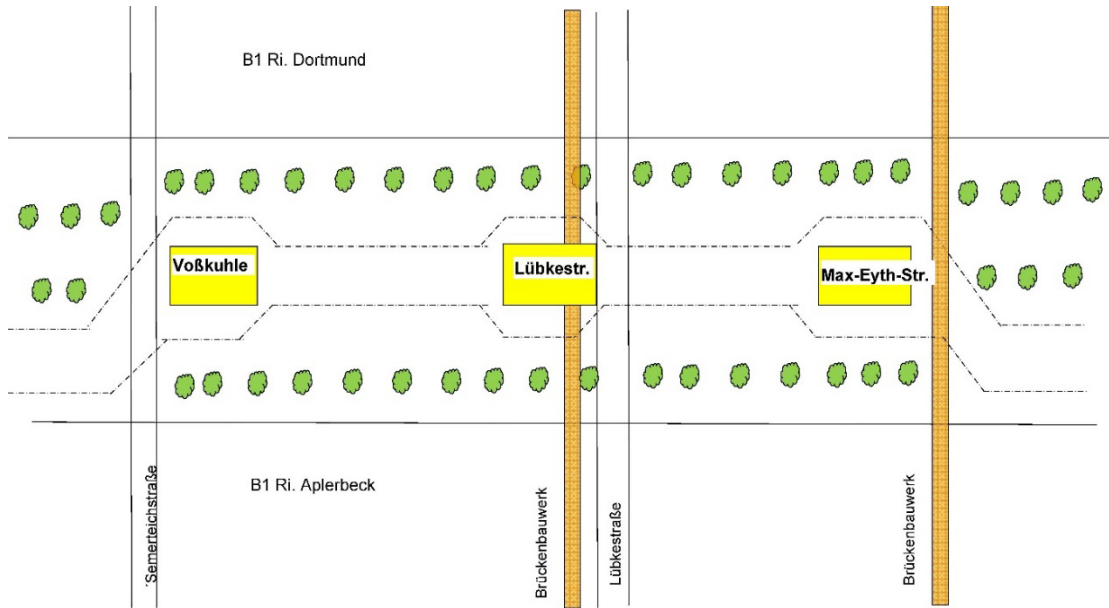 B1 Ri. Dortmund
Voßkuhle
Lübkestr.
Max-Eyth-Str.
B1 Ri. Aplerbeck
Semerteichstraße
Brückenbauwerk
Lübkestraße
Brückenbauwerk